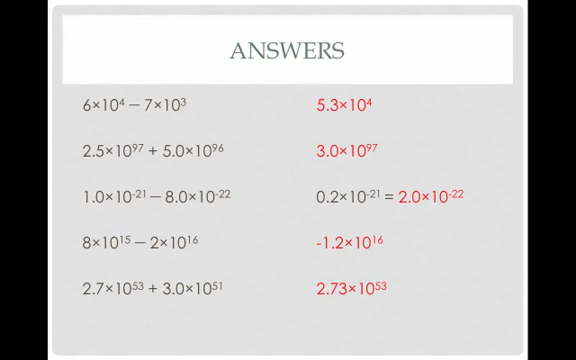 ANSWERS
6×10⁴ – 7×10³ 5.3×10⁴
2.5×10⁹⁷ + 5.0×10⁹⁶ 3.0×10⁹⁷
1.0×10⁻²¹ – 8.0×10⁻²² 0.2×10⁻²¹ = 2.0×10⁻²²
8×10¹⁵ – 2×10¹⁶ -1.2×10¹⁶
2.7×10⁵³ + 3.0×10⁵¹ 2.73×10⁵³